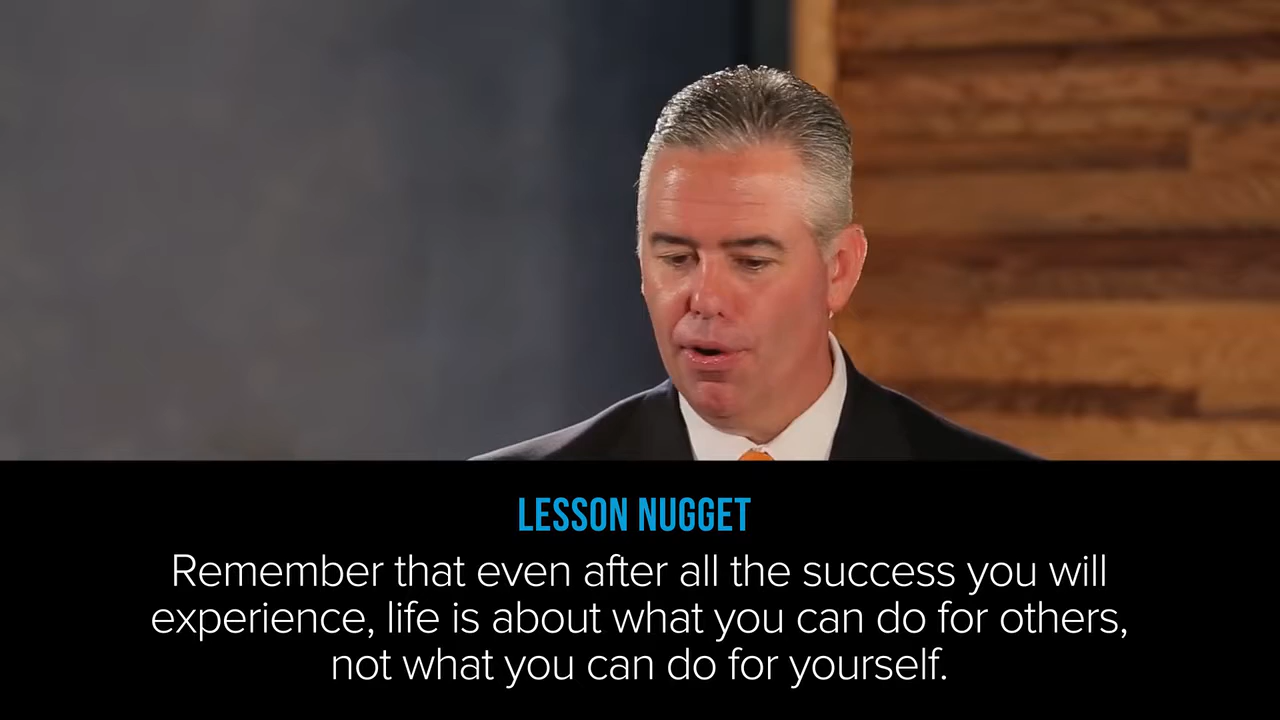 LESSON NUGGET
Remember that even after all the success you will
experience, life is about what you can do for others,
not what you can do for yourself.